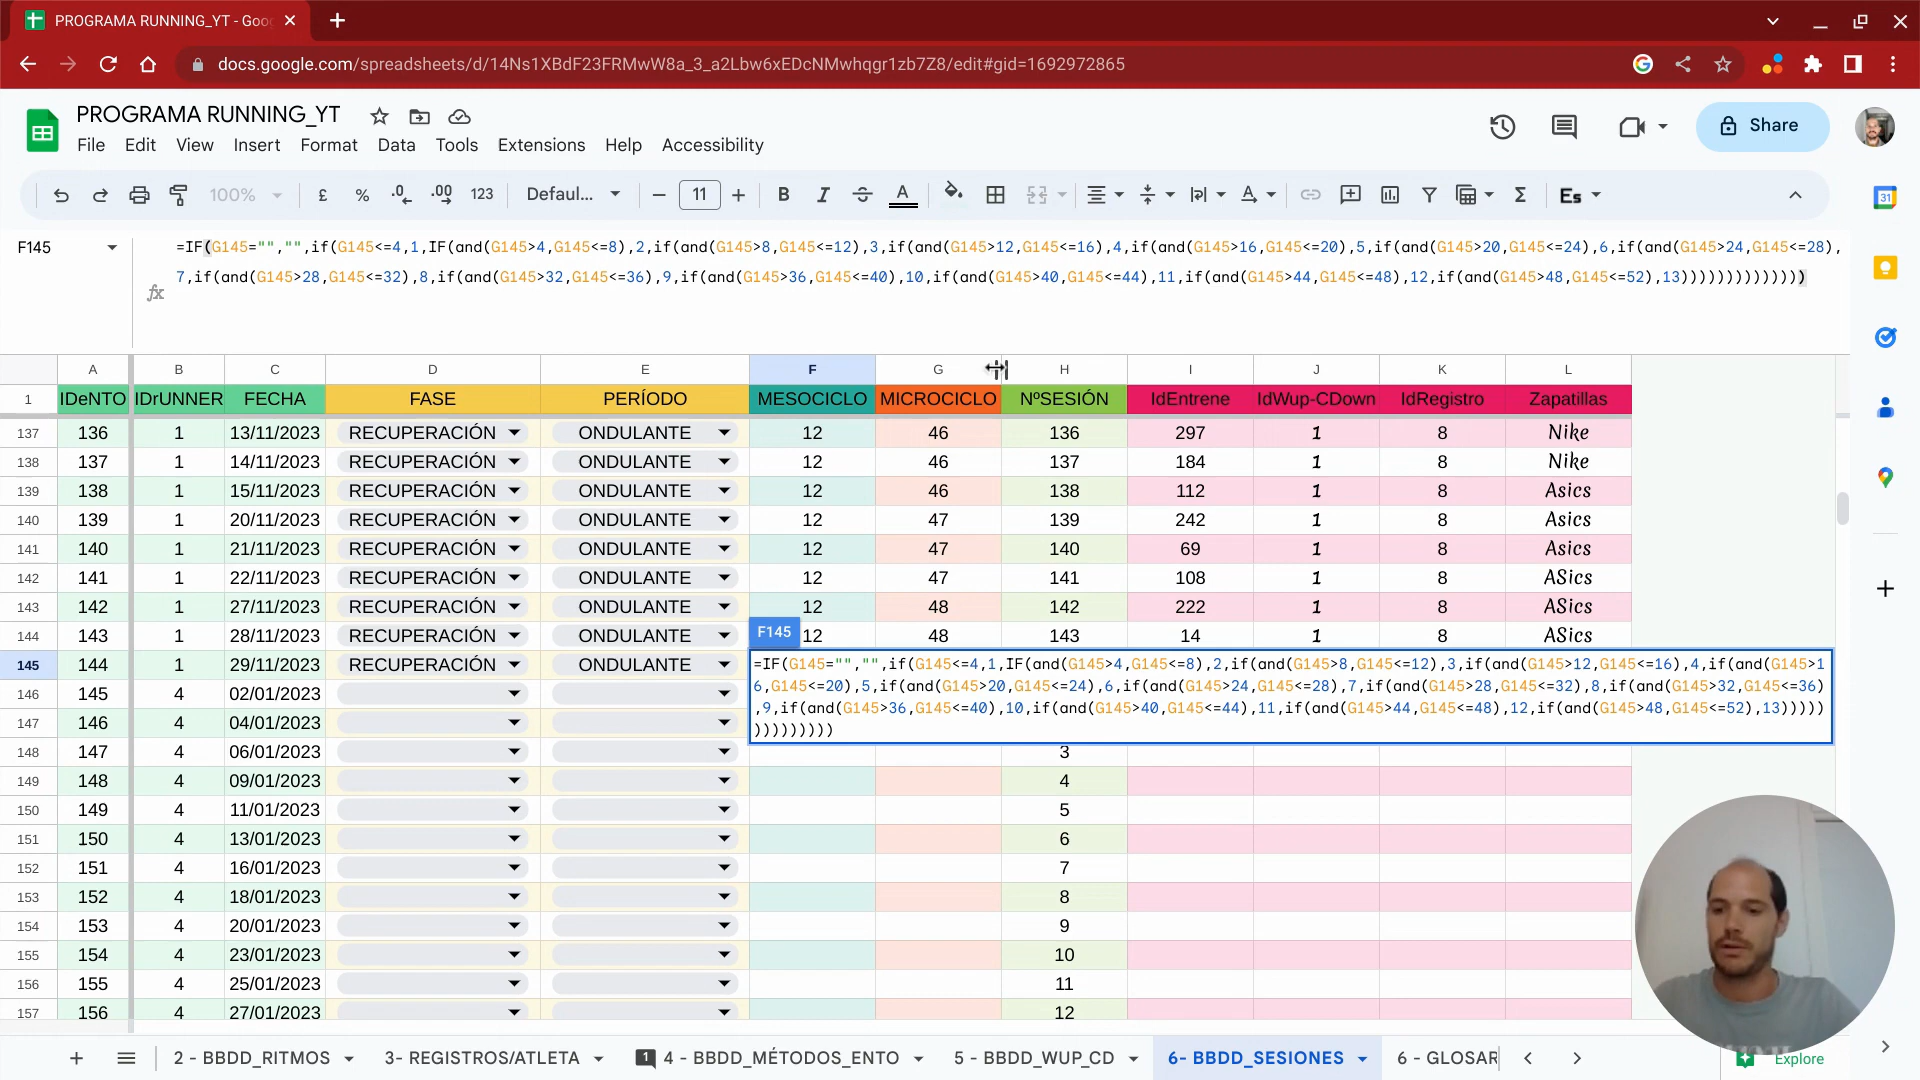 PROGRAMA RUNNING_YT - Goo
docs.google.com/spreadsheets/d/14Ns1XBdF23FRMwW8a_3_a2Lbw6xEDcNMwhqgr1zb7Z8/edit#gid=1692972865
PROGRAMA RUNNING_YT
File Edit View Insert Format Data Tools Extensions Help Accessibility
Share
100% £ % .0 .00 123 Defaul... 11 B I S A Σ Es
31
F145
=IF(G145="","",if(G145<=4,1,IF(and(G145>4,G145<=8),2,if(and(G145>8,G145<=12),3,if(and(G145>12,G145<=16),4,if(and(G145>16,G145<=20),5,if(and(G145>20,G145<=24),6,if(and(G145>24,G145<=28),
7,if(and(G145>28,G145<=32),8,if(and(G145>32,G145<=36),9,if(and(G145>36,G145<=40),10,if(and(G145>40,G145<=44),11,if(and(G145>44,G145<=48),12,if(and(G145>48,G145<=52),13))))))))))))))
fx
A B C D E F G H I J K L
1 IDeNTO IDrUNNER FECHA FASE PERÍODO MESOCICLO MICROCICLO NºSESIÓN IdEntrene IdWup-CDown IdRegistro Zapatillas
137 136 1 13/11/2023 RECUPERACIÓN ONDULANTE 12 46 136 297 1 8 Nike
138 137 1 14/11/2023 RECUPERACIÓN ONDULANTE 12 46 137 184 1 8 Nike
139 138 1 15/11/2023 RECUPERACIÓN ONDULANTE 12 46 138 112 1 8 Asics
140 139 1 20/11/2023 RECUPERACIÓN ONDULANTE 12 47 139 242 1 8 Asics
141 140 1 21/11/2023 RECUPERACIÓN ONDULANTE 12 47 140 69 1 8 Asics
142 141 1 22/11/2023 RECUPERACIÓN ONDULANTE 12 47 141 108 1 8 ASics
143 142 1 27/11/2023 RECUPERACIÓN ONDULANTE 12 48 142 222 1 8 ASics
144 143 1 28/11/2023 RECUPERACIÓN ONDULANTE F145 12 48 143 14 1 8 ASics
145 144 1 29/11/2023 RECUPERACIÓN ONDULANTE
=IF(G145="","",if(G145<=4,1,IF(and(G145>4,G145<=8),2,if(and(G145>8,G145<=12),3,if(and(G145>12,G145<=16),4,if(and(G145>1
6,G145<=20),5,if(and(G145>20,G145<=24),6,if(and(G145>24,G145<=28),7,if(and(G145>28,G145<=32),8,if(and(G145>32,G145<=36)
,9,if(and(G145>36,G145<=40),10,if(and(G145>40,G145<=44),11,if(and(G145>44,G145<=48),12,if(and(G145>48,G145<=52),13)))))
)))))))))
146 145 4 02/01/2023
147 146 4 04/01/2023
148 147 4 06/01/2023 3
149 148 4 09/01/2023 4
150 149 4 11/01/2023 5
151 150 4 13/01/2023 6
152 151 4 16/01/2023 7
153 152 4 18/01/2023 8
154 153 4 20/01/2023 9
155 154 4 23/01/2023 10
156 155 4 25/01/2023 11
157 156 4 27/01/2023 12
2 - BBDD_RITMOS 3- REGISTROS/ATLETA 1 4 - BBDD_MÉTODOS_ENTO 5 - BBDD_WUP_CD 6- BBDD_SESIONES 6 - GLOSAR
Explore